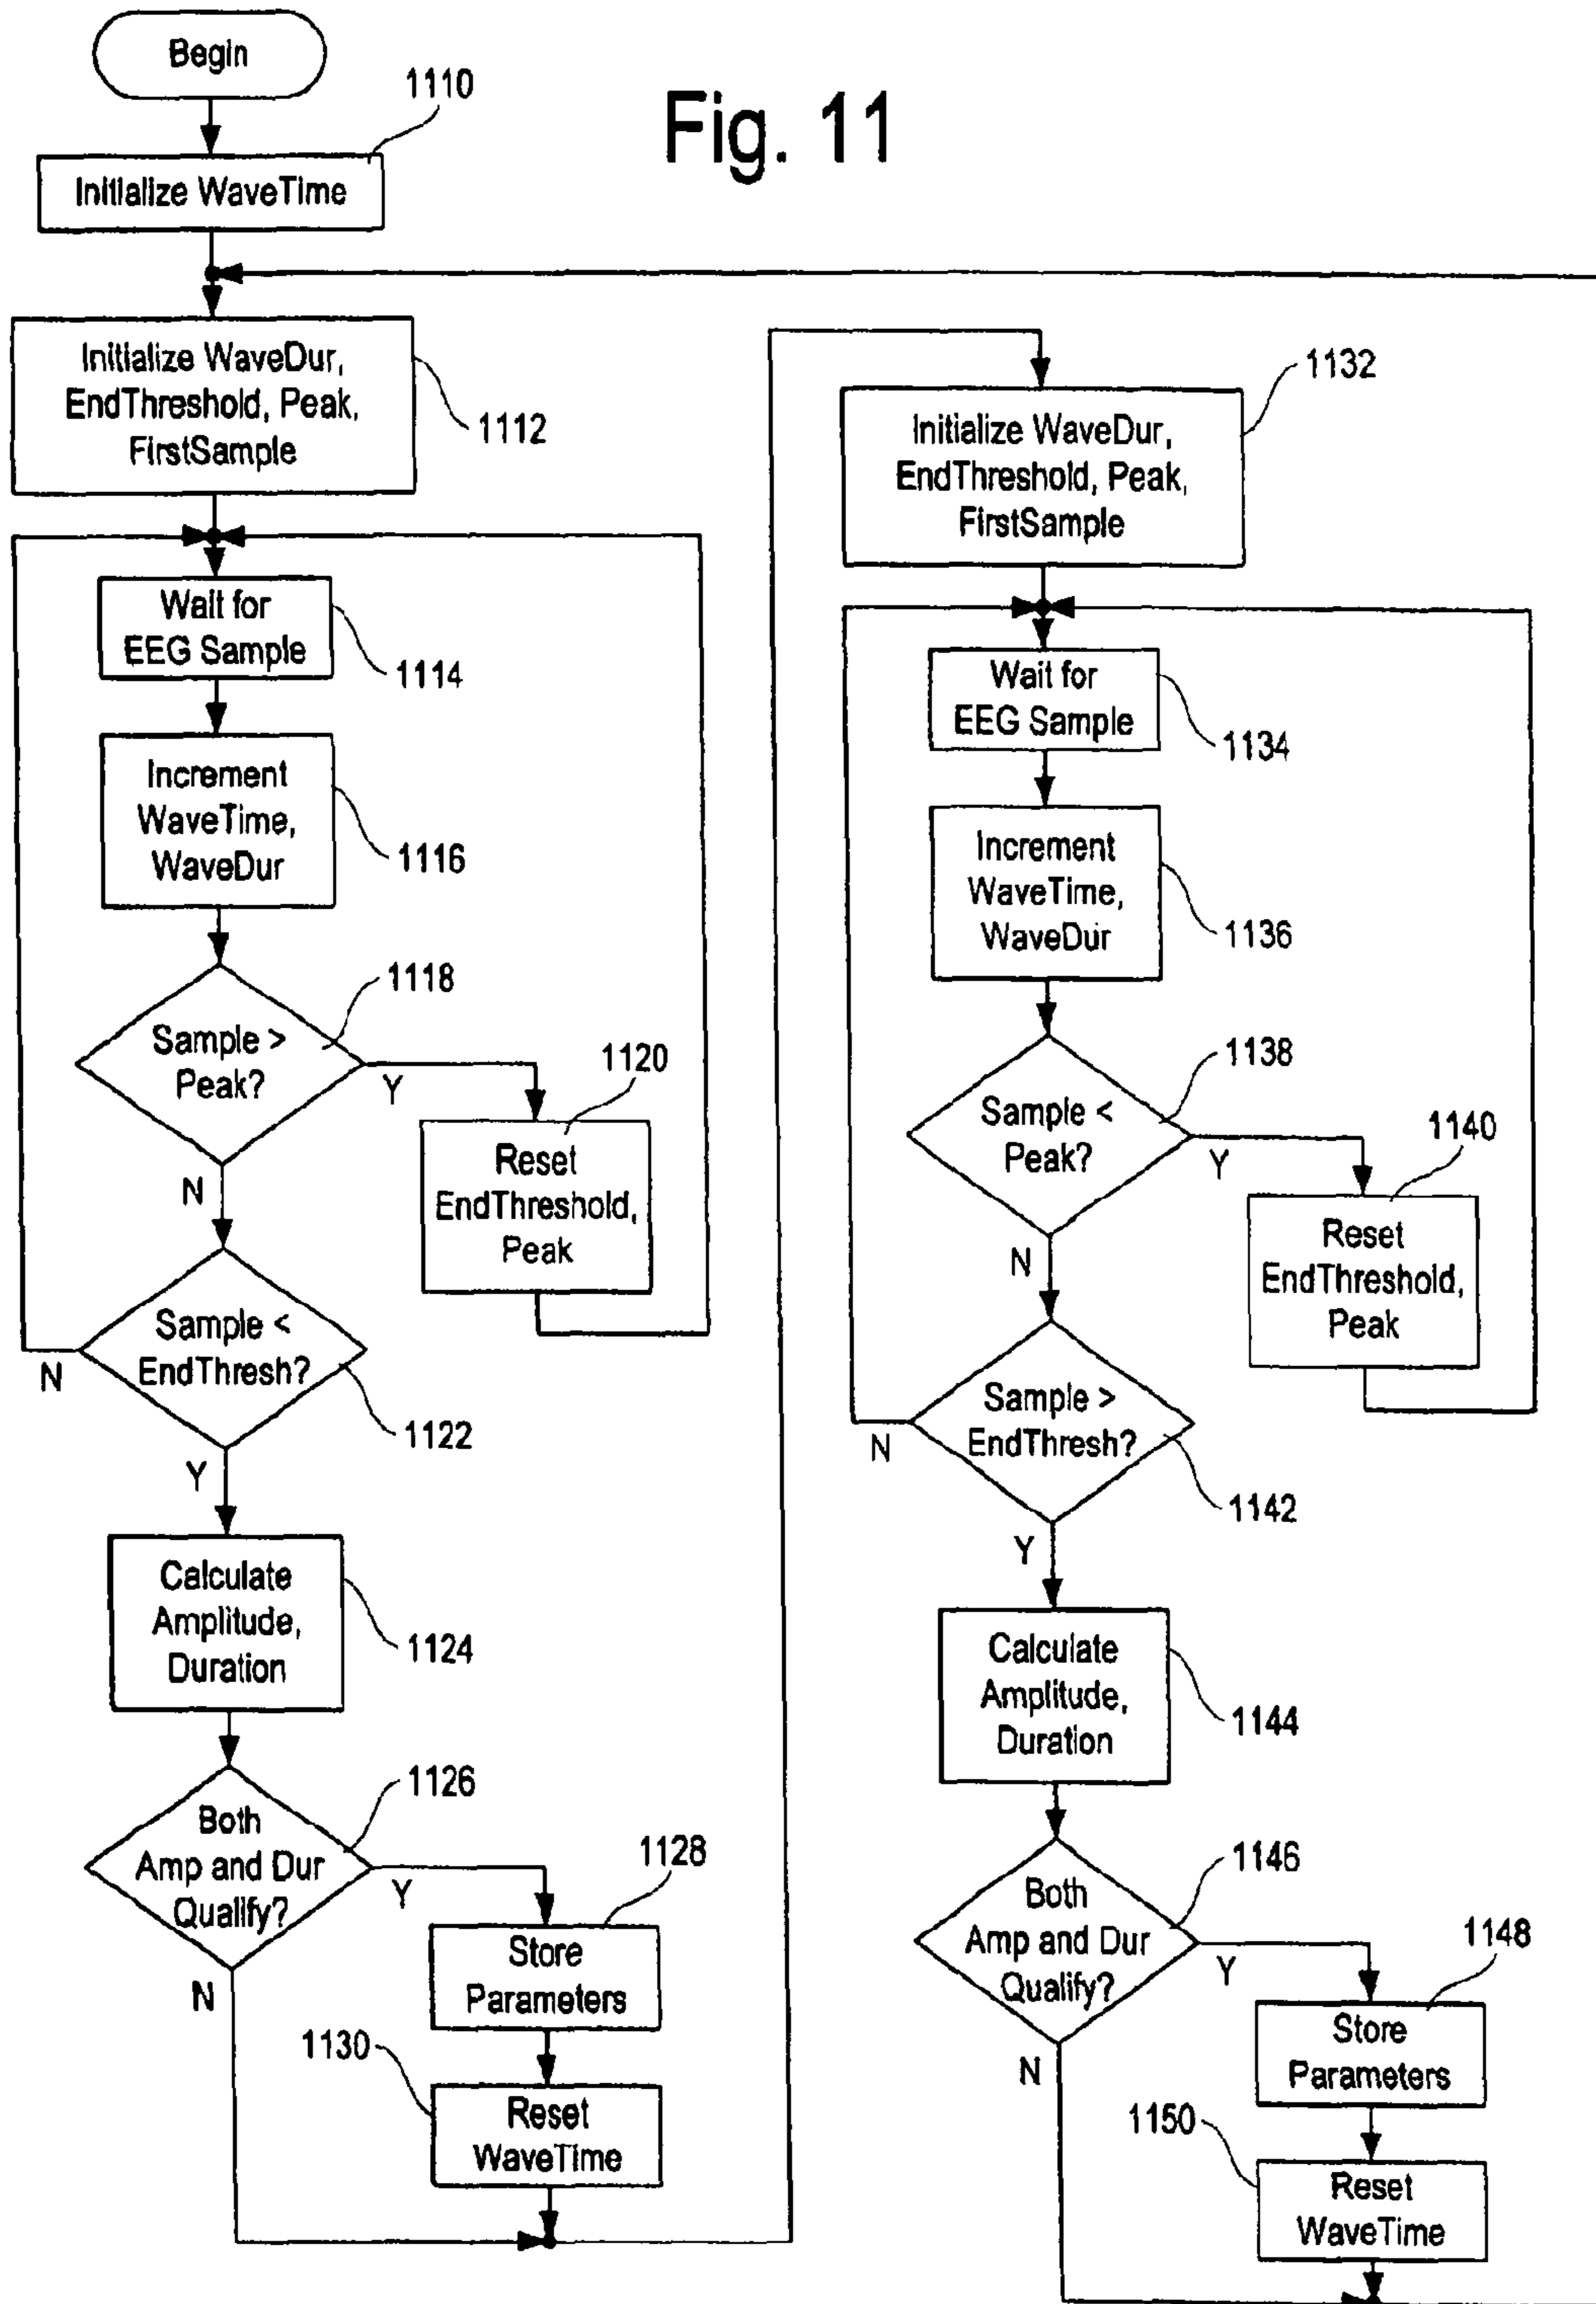 Fig. 11
Begin
1110
Initialize WaveTime
Initialize WaveDur,
EndThreshold, Peak,
FirstSample
1112
Wait for
EEG Sample
1114
Increment
WaveTime,
WaveDur
1116
Sample >
Peak?
1118
Y
N
1120
Reset
EndThreshold,
Peak
Sample <
EndThresh?
1122
N
Y
Calculate
Amplitude,
Duration
1124
Both
Amp and Dur
Qualify?
1126
Y
N
1128
Store
Parameters
1130
Reset
WaveTime
1132
Initialize WaveDur,
EndThreshold, Peak,
FirstSample
Wait for
EEG Sample
1134
Increment
WaveTime,
WaveDur
1136
Sample <
Peak?
1138
Y
N
1140
Reset
EndThreshold,
Peak
Sample >
EndThresh?
1142
N
Y
Calculate
Amplitude,
Duration
1144
Both
Amp and Dur
Qualify?
1146
Y
N
1148
Store
Parameters
1150
Reset
WaveTime